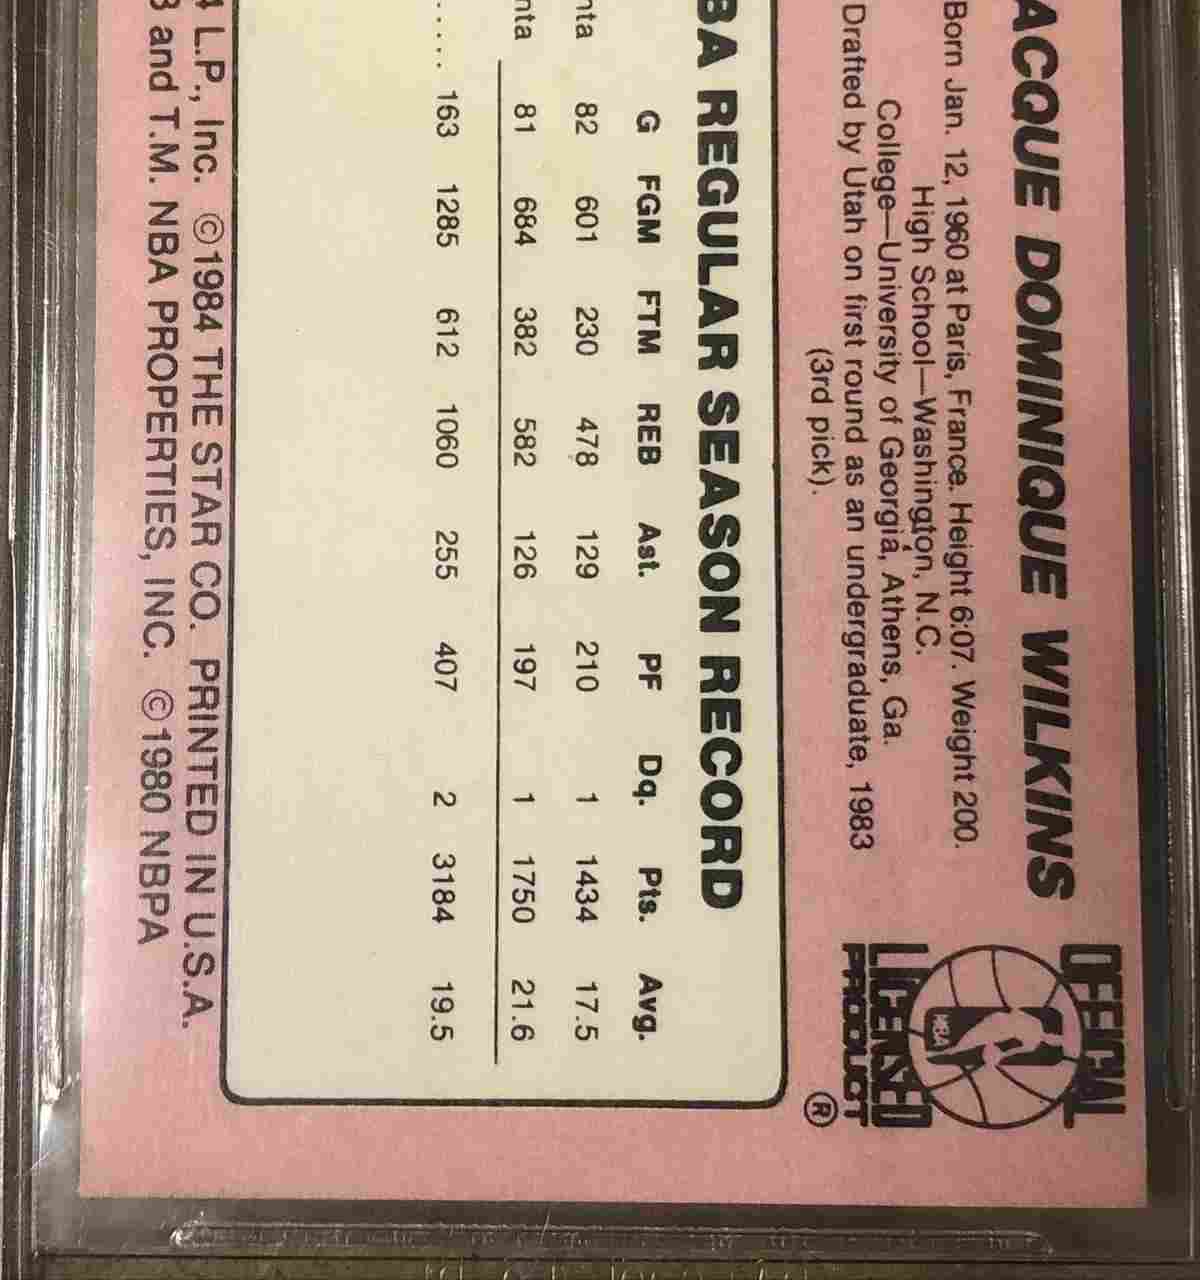 ACQUE DOMINIQUE WILKINS
Born Jan. 12, 1960 at Paris, France. Height 6:07. Weight 200.
High School—Washington, N.C.
College—University of Georgia, Athens, Ga.
Drafted by Utah on first round as an undergraduate, 1983
(3rd pick).
OFFICIAL
NBA
LICENSED
PRODUCT
®
BA REGULAR SEASON RECORD
G FGM FTM REB Ast. PF Dq. Pts. Avg.
nta 82 601 230 478 129 210 1 1434 17.5
nta 81 684 382 582 126 197 1 1750 21.6
..... 163 1285 612 1060 255 407 2 3184 19.5
4 L.P., Inc. ©1984 THE STAR CO. PRINTED IN U.S.A.
3 and T.M. NBA PROPERTIES, INC. ©1980 NBPA